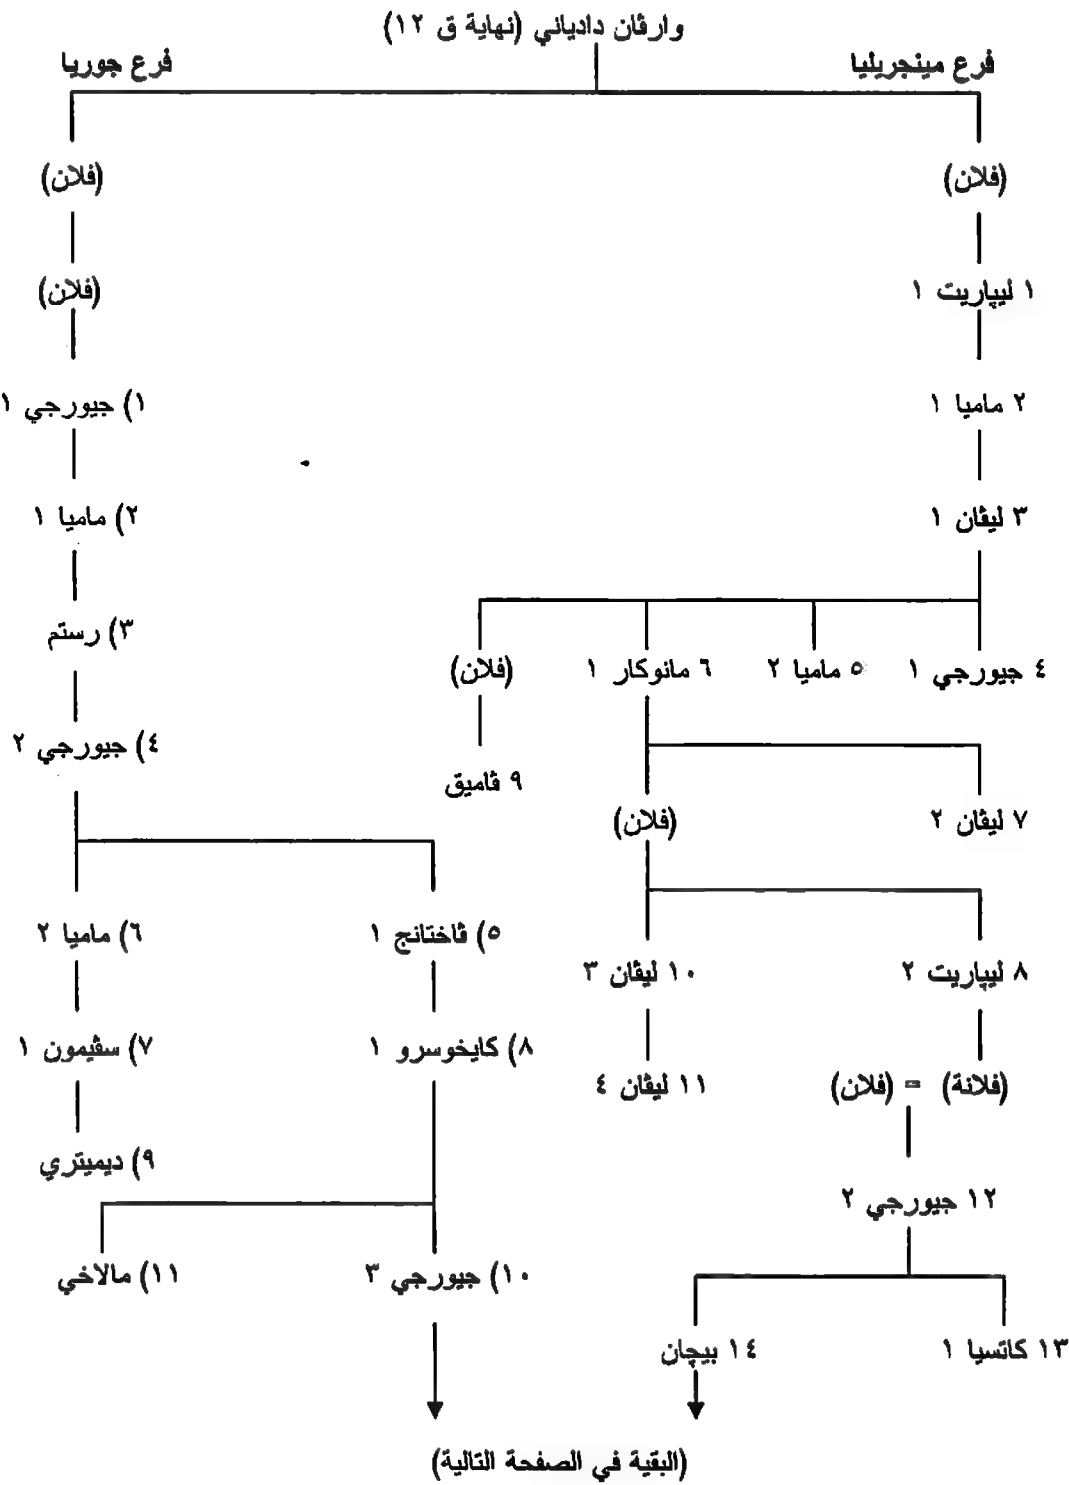 وارڤان دادياني (نهاية ق ١٢)
فرع مينجريليا
فرع جوريا
(فلان)
(فلان)
١ ليپاريت ١
(فلان)
٢ ماميا ١
١) جيورجي ١
٣ ليڤان ١
٢) ماميا ١
٣) رستم
٤ جيورجي ١
٥ ماميا ٢
٦ مانوكار ١
(فلان)
٤) جيورجي ٢
٩ ڤاميق
٧ ليڤان ٢
(فلان)
٥) ڤاختانج ١
٦) ماميا ٢
٨ ليپاريت ٢
١٠ ليڤان ٣
٨) كايخوسرو ١
٧) سڤيمون ١
(فلانة) = (فلان)
١١ ليڤان ٤
٩) ديميتري
١٢ جيورجي ٢
١٠) جيورجي ٣
١١) مالاخي
١٣ كاتسيا ١
١٤ بيچان
(البقية في الصفحة التالية)